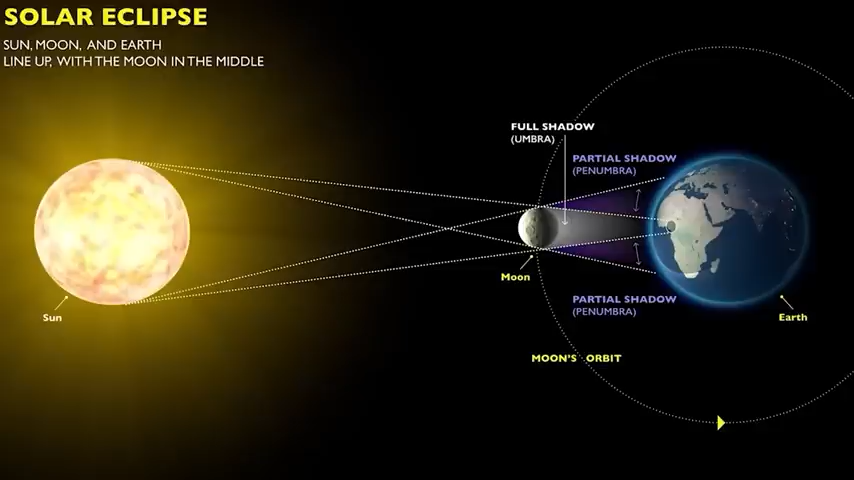 SOLAR ECLIPSE
SUN, MOON, AND EARTH
LINE UP, WITH THE MOON IN THE MIDDLE
FULL SHADOW
(UMBRA)
PARTIAL SHADOW
(PENUMBRA)
Moon
Sun
PARTIAL SHADOW
(PENUMBRA)
Earth
MOON'S ORBIT